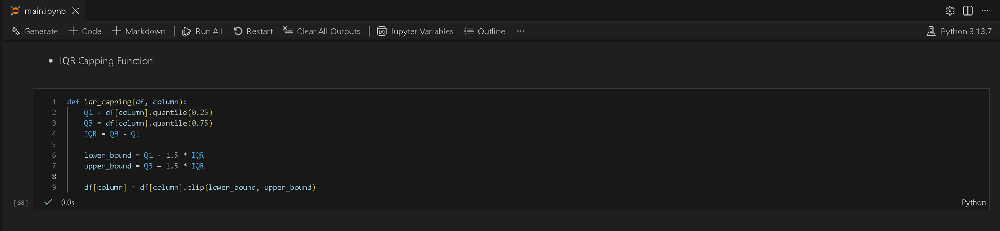 main.ipynb
Generate + Code + Markdown Run All Restart Clear All Outputs Jupyter Variables Outline ... Python 3.13.7
• IQR Capping Function
1 def iqr_capping(df, column):
2     Q1 = df[column].quantile(0.25)
3     Q3 = df[column].quantile(0.75)
4     IQR = Q3 - Q1
5
6     lower_bound = Q1 - 1.5 * IQR
7     upper_bound = Q3 + 1.5 * IQR
8
9     df[column] = df[column].clip(lower_bound, upper_bound)
[68] 0.0s Python